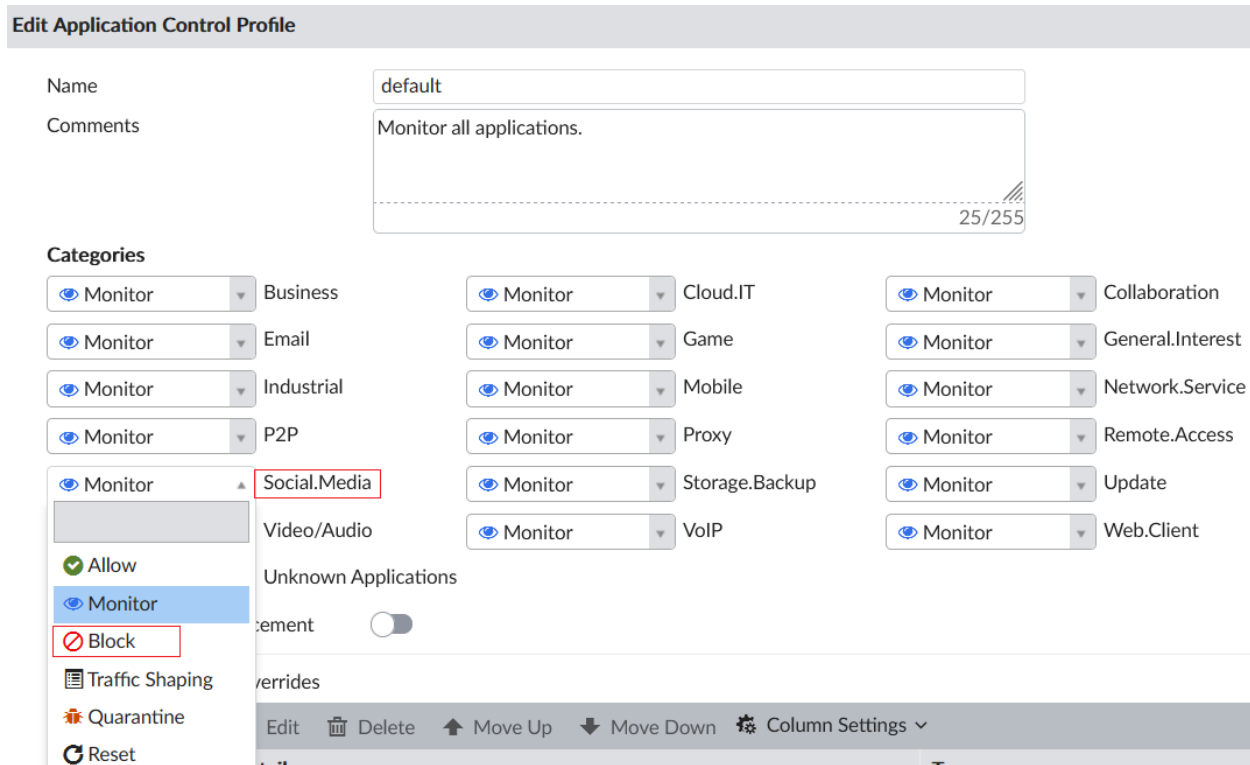 Edit Application Control Profile
Name default
Comments Monitor all applications.
25/255
Categories
Monitor Business Monitor Cloud.IT Monitor Collaboration
Monitor Email Monitor Game Monitor General.Interest
Monitor Industrial Monitor Mobile Monitor Network.Service
Monitor P2P Monitor Proxy Monitor Remote.Access
Monitor Social.Media Monitor Storage.Backup Monitor Update
Video/Audio Monitor VoIP Monitor Web.Client
Allow
Unknown Applications
Monitor
cement
Block
Traffic Shaping verrides
Quarantine Edit Delete Move Up Move Down Column Settings
Reset